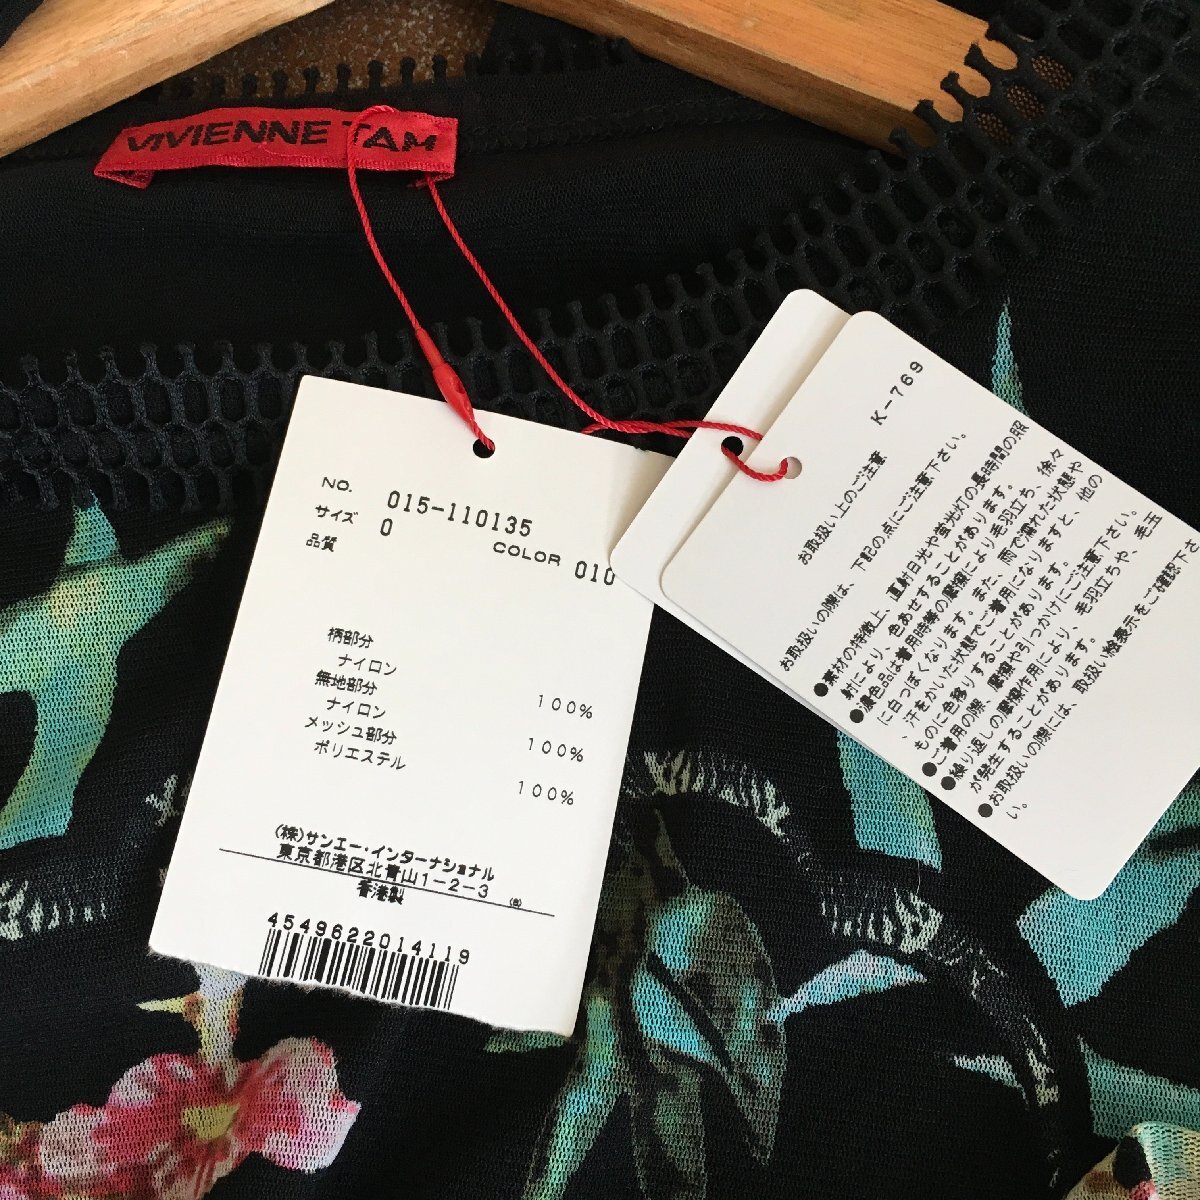 VIVIENNE TAM
NO. 015-110135
サイズ 0
COLOR 010
品質
柄部分
ナイロン 100%
無地部分
ナイロン 100%
メッシュ部分
ポリエステル 100%
(株)サンエー・インターナショナル
東京都港区北青山1-2-3
香港製
4549622014119
K-769
お取扱い上のご注意
お取扱いの際は、下記の点にご注意下さい。
●素材の特徴上、直射日光や蛍光灯の長時間の照
射により、色あせすることがあります。
●濃色品は着用時等の摩擦により毛羽立ち、徐々
に白っぽくなります。また、雨で濡れた状態や
、汗をかいた状態でご着用になりますと、他の
ものに色移りすることがあります。
●ご着用の際、摩擦や引っかけにご注意下さい。
●繰り返しの摩擦作用により、毛羽立ちや、毛玉
が発生することがあります。
●お取扱いの際には、取扱い絵表示をご確認下さ
い。